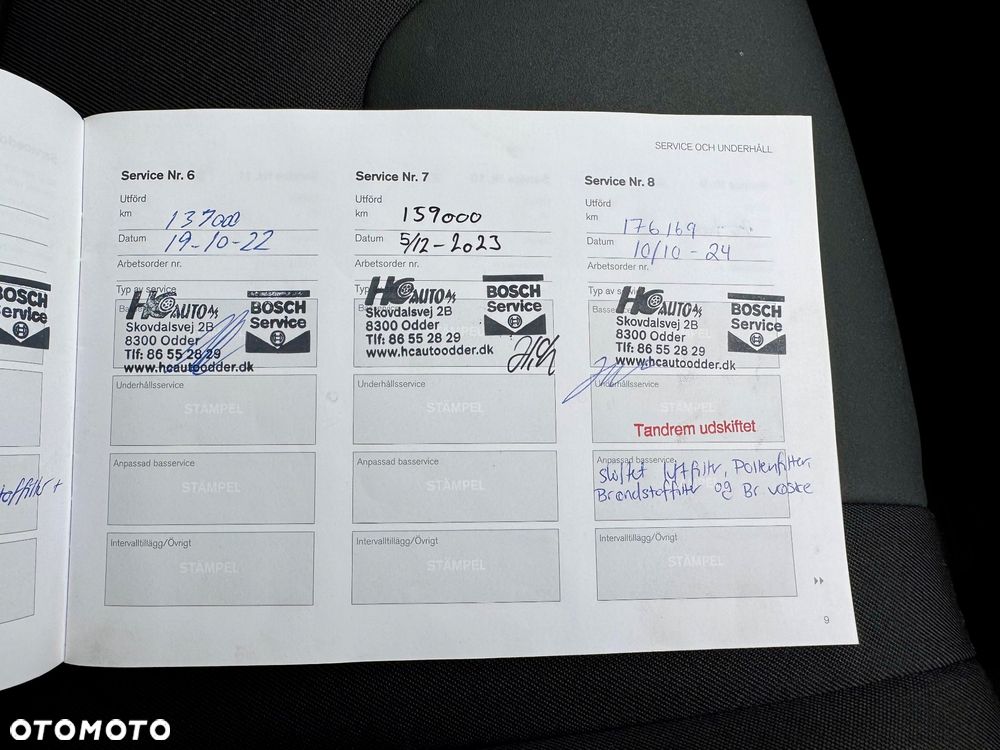 SERVICE OCH UNDERHÅLL
Service Nr. 6
Utförd
km 137000
Datum 19-10-22
Arbetsorder nr.
Typ av service
HC AUTO A/S
Skovdalsvej 2B
8300 Odder
Tlf: 86 55 28 29
www.hcautoodder.dk
BOSCH
Service
Underhållsservice
STÄMPEL
Anpassad basservice
STÄMPEL
Intervalltillägg/Övrigt
STÄMPEL
Service Nr. 7
Utförd
km 159000
Datum 5/12-2023
Arbetsorder nr.
HC AUTO A/S
Skovdalsvej 2B
8300 Odder
Tlf: 86 55 28 29
www.hcautoodder.dk
BOSCH
Service
Underhållsservice
STÄMPEL
Anpassad basservice
STÄMPEL
Intervalltillägg/Övrigt
STÄMPEL
Service Nr. 8
Utförd
km 176169
Datum 10/10-24
Arbetsorder nr.
Typ av
HC AUTO A/S
Skovdalsvej 2B
8300 Odder
Tlf: 86 55 28 29
www.hcautoodder.dk
BOSCH
Service
Underhållsservice
STÄMPEL
Tandrem udskiftet
Anpassad basservice
skiftet luftfilter, Pollenfilter,
Brændstoffilter og Br væske
Intervalltillägg/Övrigt
STÄMPEL
9
BOSCH
Service
OTOMOTO